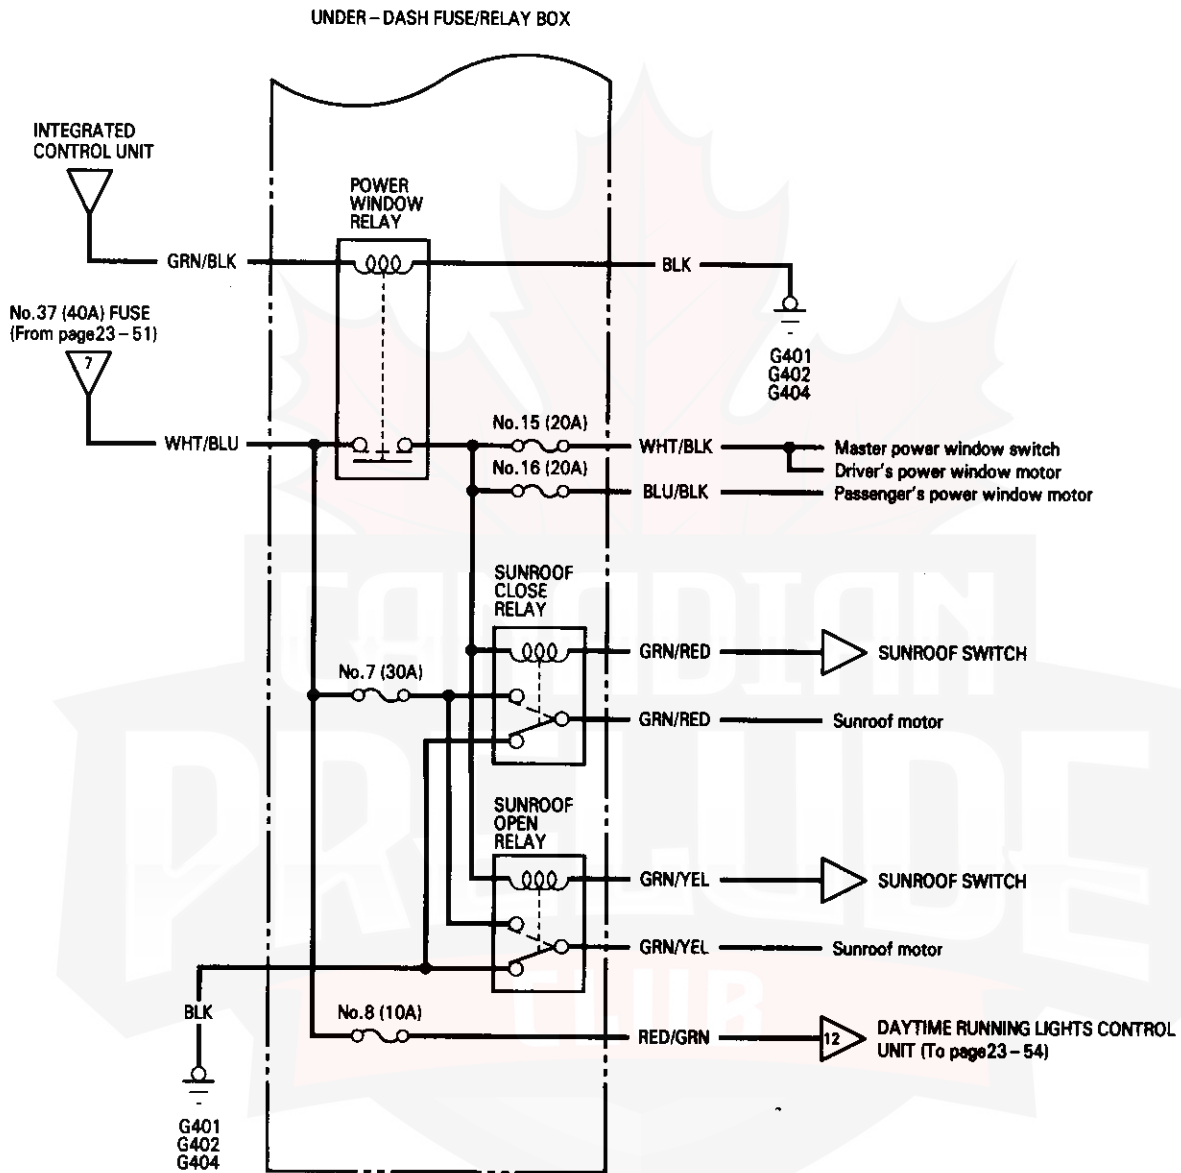 UNDER–DASH FUSE/RELAY BOX
INTEGRATED
CONTROL UNIT
POWER
WINDOW
RELAY
GRN/BLK
BLK
No.37 (40A) FUSE
(From page23–51)
7
G401
G402
G404
No.15 (20A)
WHT/BLU
WHT/BLK
Master power window switch
Driver's power window motor
No.16 (20A)
BLU/BLK
Passenger's power window motor
SUNROOF
CLOSE
RELAY
GRN/RED
SUNROOF SWITCH
No.7 (30A)
GRN/RED
Sunroof motor
SUNROOF
OPEN
RELAY
GRN/YEL
SUNROOF SWITCH
GRN/YEL
Sunroof motor
BLK
No.8 (10A)
RED/GRN
12
DAYTIME RUNNING LIGHTS CONTROL
UNIT (To page23–54)
G401
G402
G404
CANADIAN
PRELUDE
CLUB